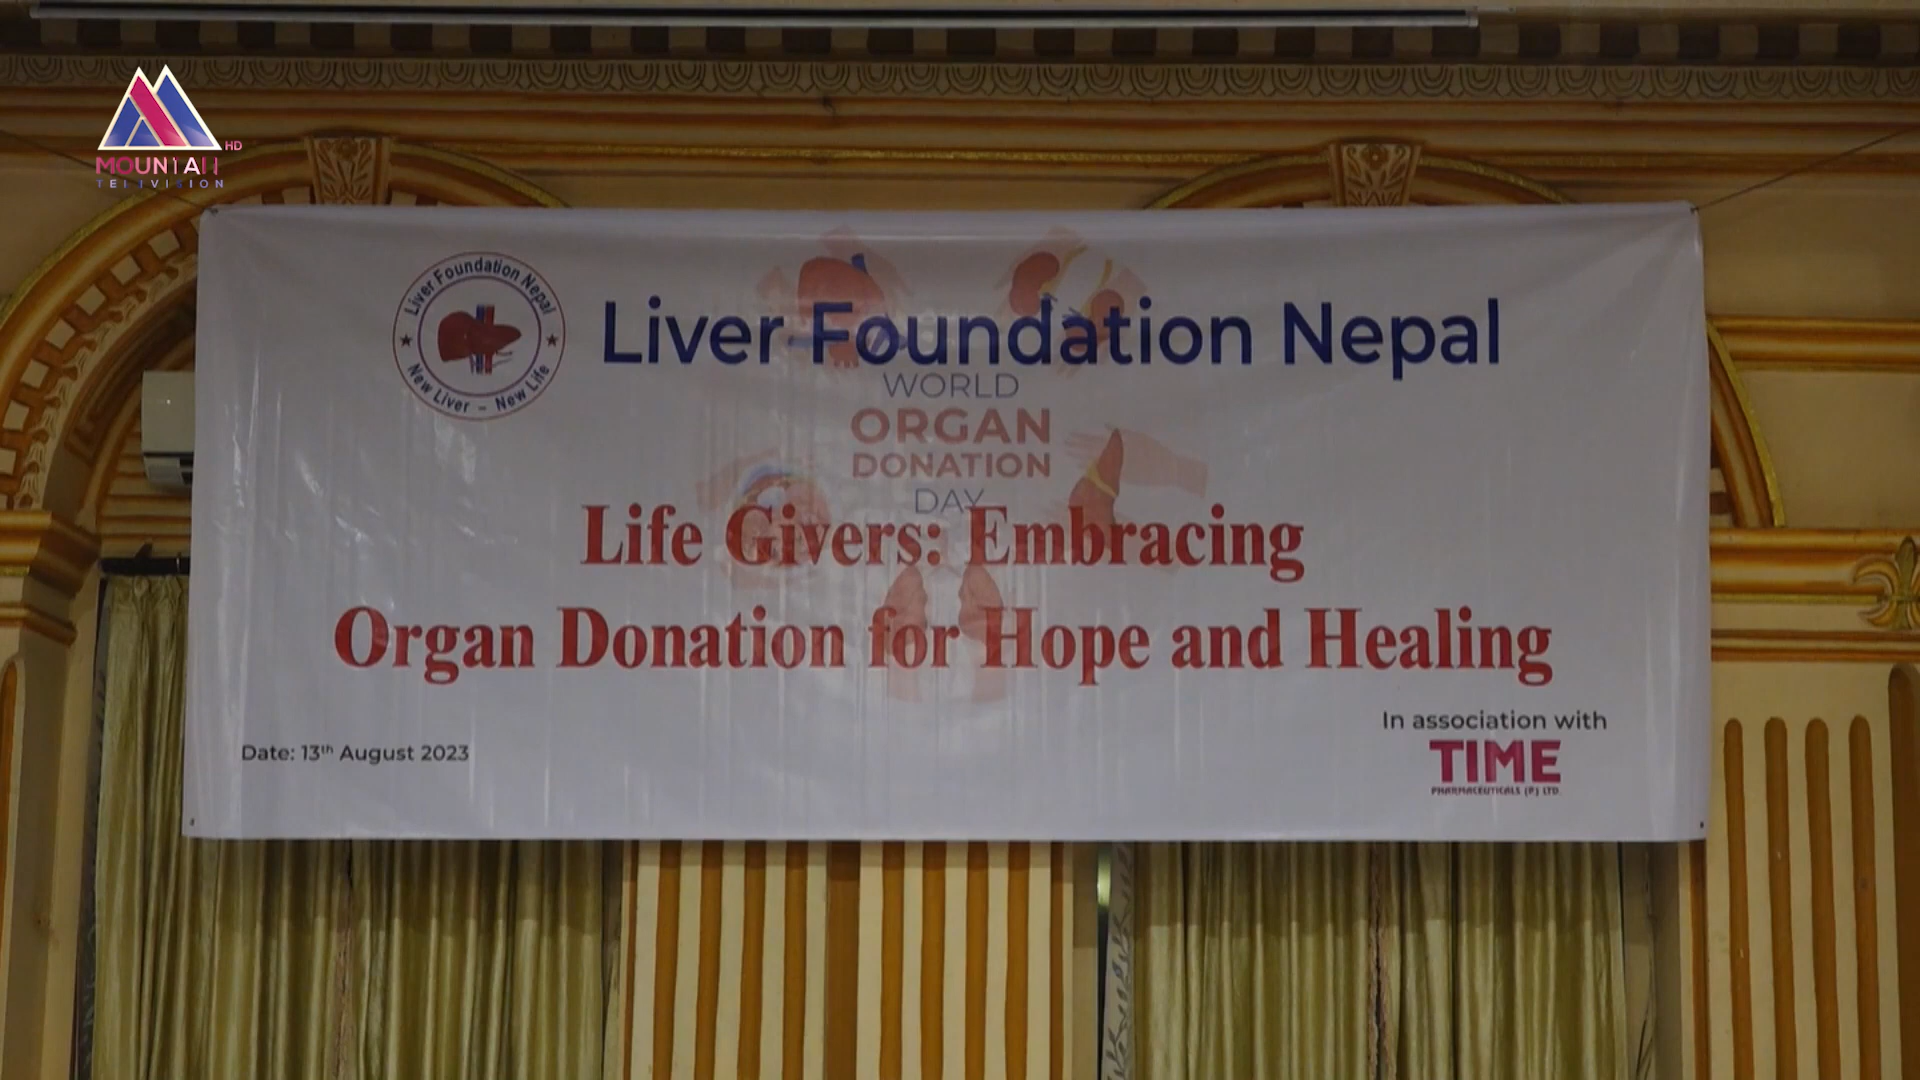 HD
MOUNTAIN
TELEVISION
Liver Foundation Nepal
New Liver – New Life
Liver Foundation Nepal
WORLD
ORGAN
DONATION
DAY
Life Givers: Embracing
Organ Donation for Hope and Healing
In association with
TIME
PHARMACEUTICALS (P.) LTD.
Date: 13th August 2023